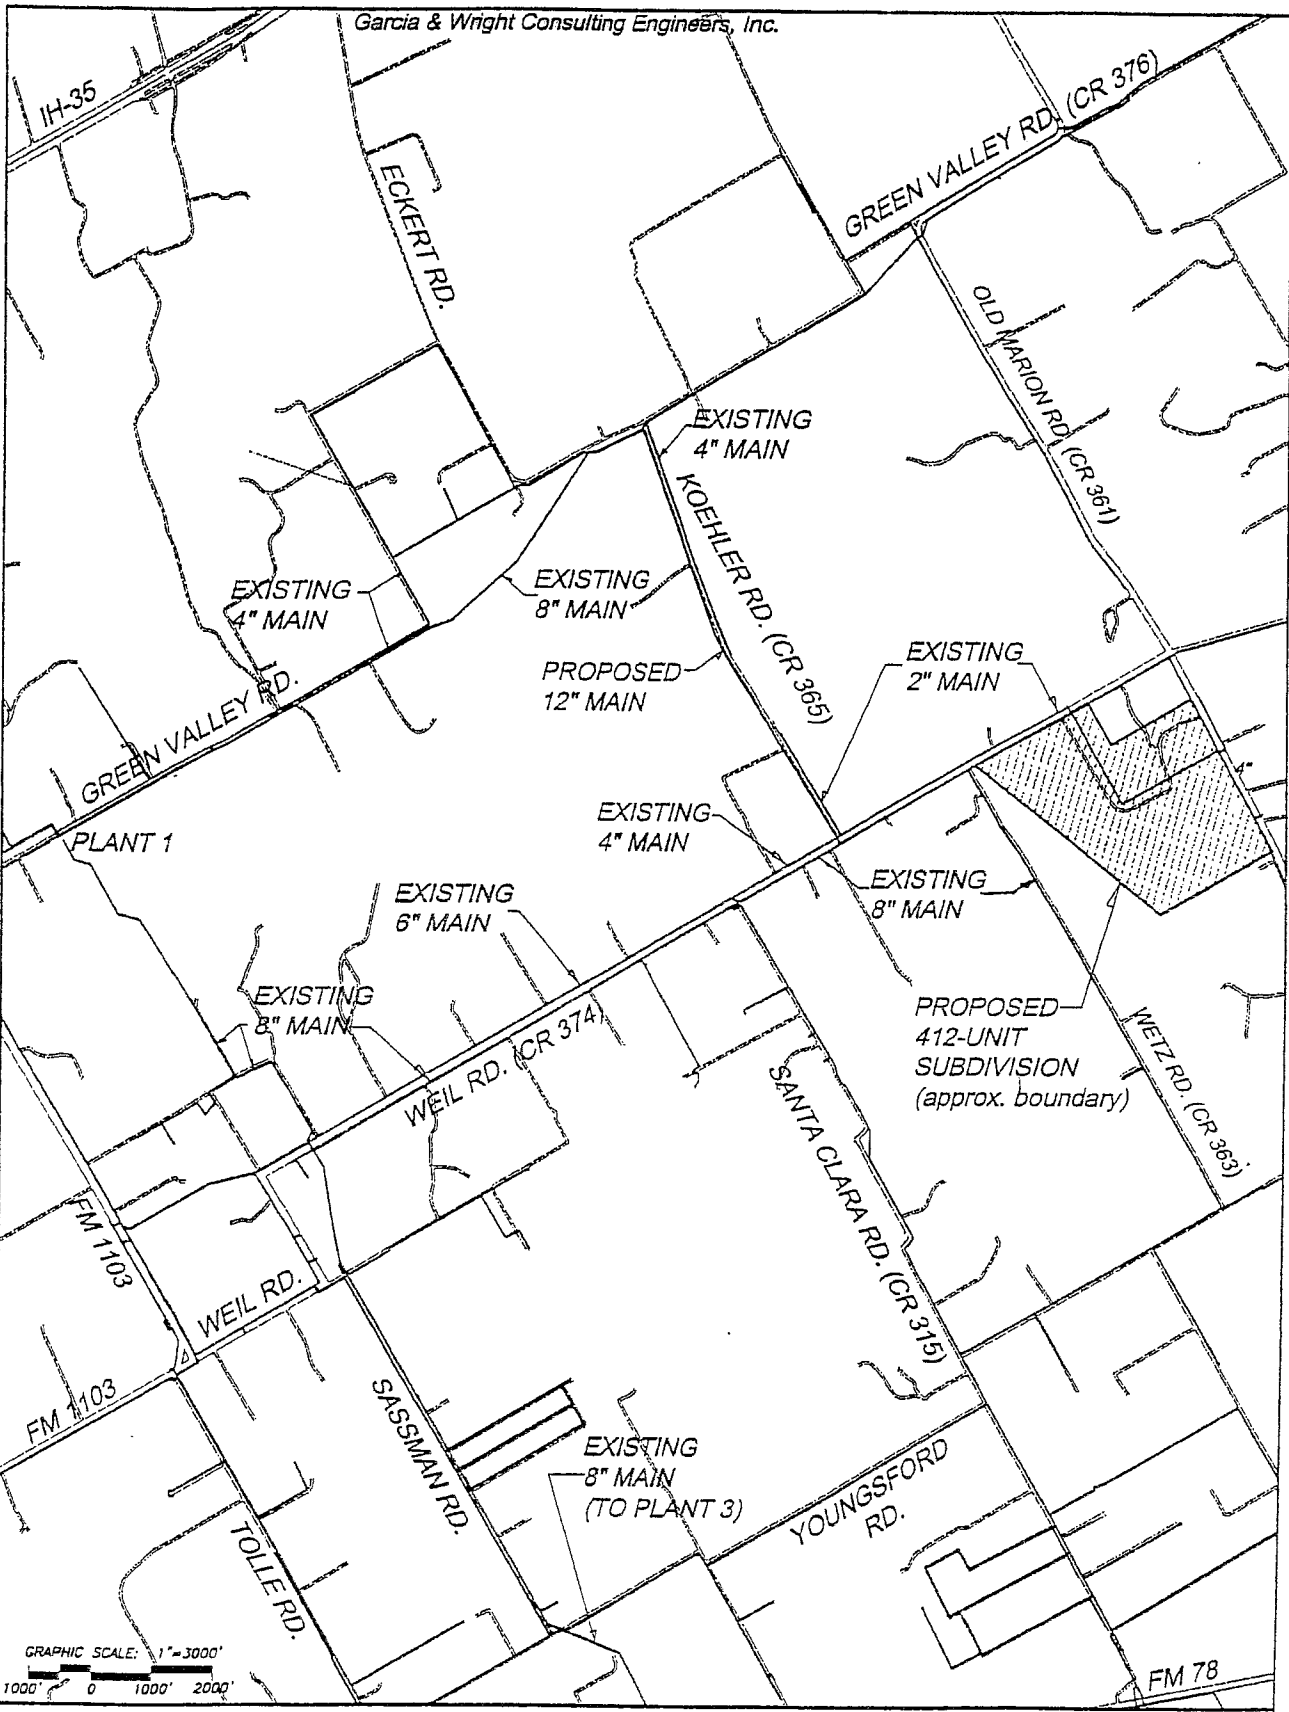 Garcia & Wright Consulting Engineers, Inc.
IH-35
GREEN VALLEY RD. (CR 376)
ECKERT RD.
OLD MARION RD. (CR 361)
EXISTING
4" MAIN
KOEHLER RD. (CR 365)
EXISTING
4" MAIN
EXISTING
8" MAIN
PROPOSED
12" MAIN
EXISTING
2" MAIN
GREEN VALLEY RD.
4"
PLANT 1
EXISTING
4" MAIN
EXISTING
6" MAIN
EXISTING
8" MAIN
EXISTING
8" MAIN
WEIL RD. (CR 374)
PROPOSED
412-UNIT
SUBDIVISION
(approx. boundary)
WETZ RD. (CR 363)
SANTA CLARA RD. (CR 315)
FM 1103
WEIL RD.
FM 1103
SASSMAN RD.
EXISTING
8" MAIN
(TO PLANT 3)
YOUNGSFORD
RD.
TOLLE RD.
GRAPHIC SCALE: 1"=3000'
1000' 0 1000' 2000'
FM 78